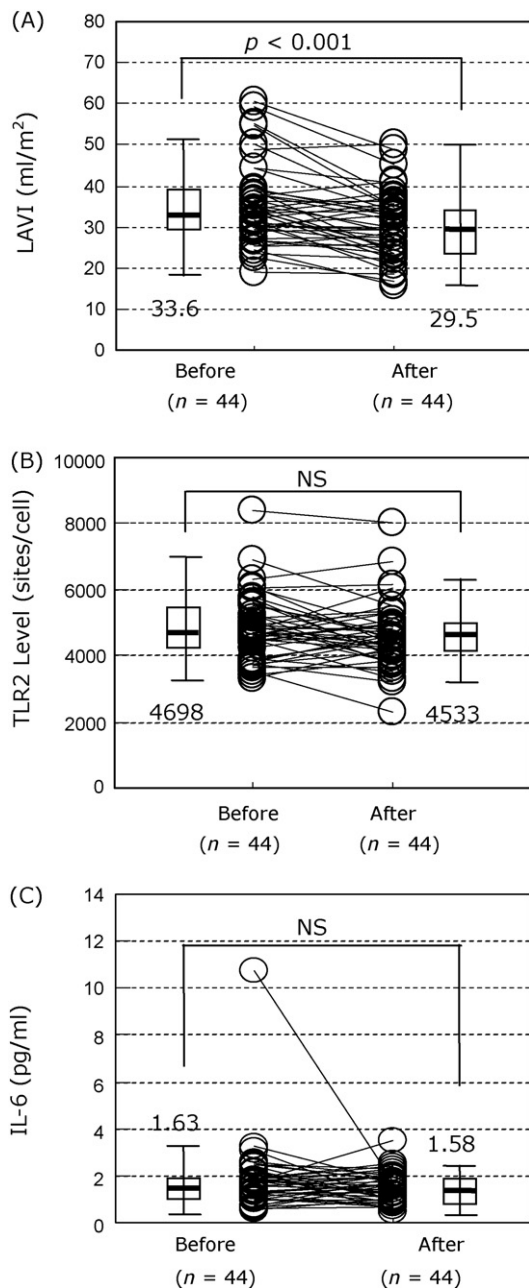 (A)
80
70
60
50
40
30
20
10
0
LAVI (ml/m²)
p < 0.001
33.6
29.5
Before
After
(n = 44)
(n = 44)
(B)
10000
8000
6000
4000
2000
0
TLR2 Level (sites/cell)
NS
4698
4533
Before
After
(n = 44)
(n = 44)
(C)
14
12
10
8
6
4
2
0
IL-6 (pg/ml)
NS
1.63
1.58
Before
After
(n = 44)
(n = 44)